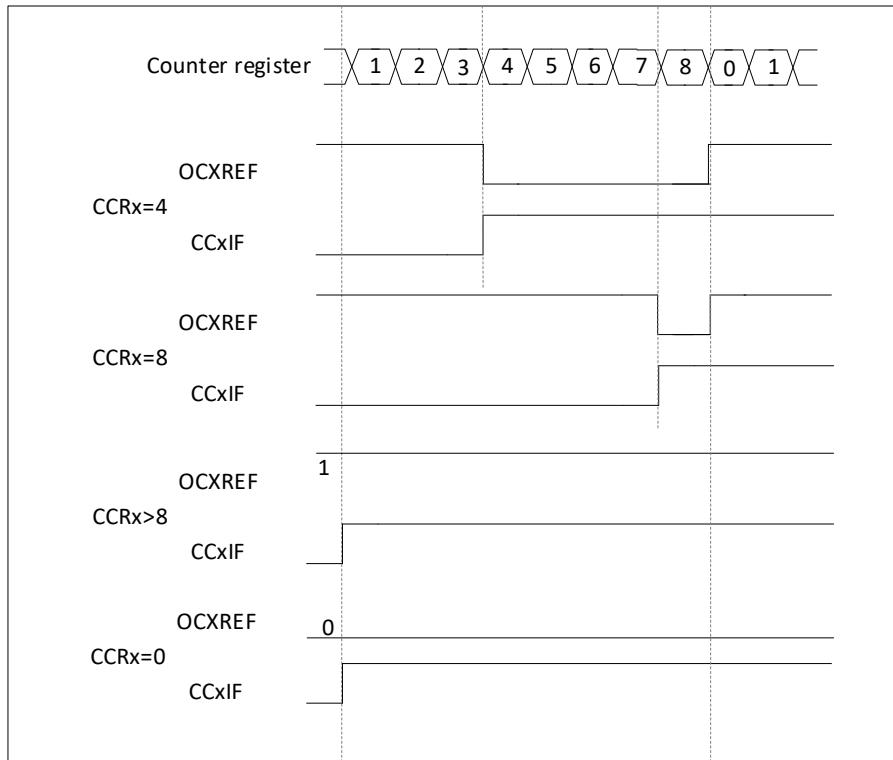 Counter register 1 2 3 4 5 6 7 8 0 1
OCXREF
CCRx=4
CCxIF
OCXREF
CCRx=8
CCxIF
1
OCXREF
CCRx>8
CCxIF
OCXREF 0
CCRx=0
CCxIF